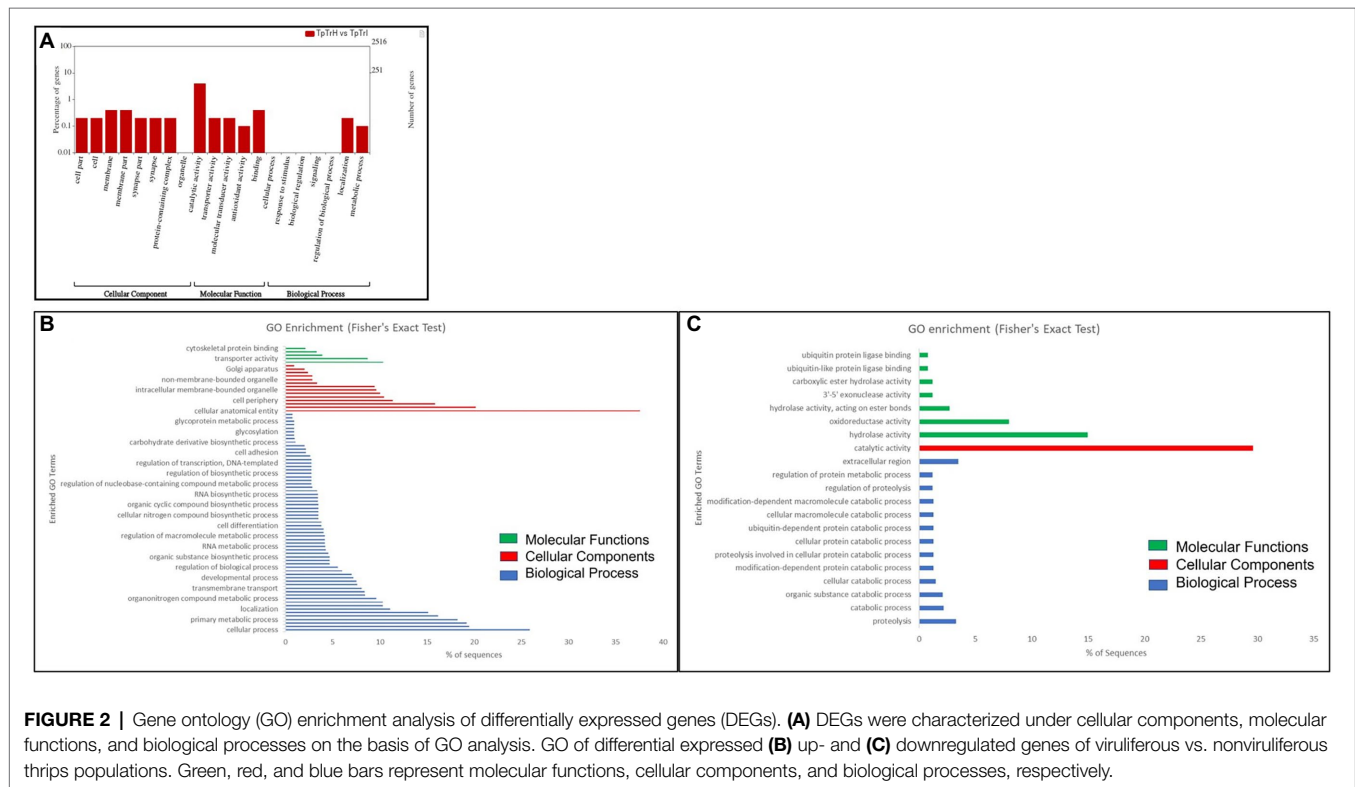 A
TpTrH vs TpTrI
100
10
1
0.1
0.01
Percentage of genes
2516
251
Number of genes
cell part
cell
membrane
membrane part
synapse part
synapse
protein-containing complex
organelle
catalytic activity
transporter activity
molecular transducer activity
antioxidant activity
binding
cellular process
response to stimulus
biological regulation
signaling
regulation of biological process
localization
metabolic process
Cellular Component
Molecular Function
Biological Process
B
GO Enrichment (Fisher's Exact Test)
Enriched GO Terms
cytoskeletal protein binding
transporter activity
Golgi apparatus
non-membrane-bounded organelle
intracellular membrane-bounded organelle
cell periphery
cellular anatomical entity
glycoprotein metabolic process
glycosylation
carbohydrate derivative biosynthetic process
cell adhesion
regulation of transcription, DNA-templated
regulation of biosynthetic process
regulation of nucleobase-containing compound metabolic process
RNA biosynthetic process
organic cyclic compound biosynthetic process
cellular nitrogen compound biosynthetic process
cell differentiation
regulation of macromolecule metabolic process
RNA metabolic process
organic substance biosynthetic process
regulation of biological process
developmental process
transmembrane transport
organonitrogen compound metabolic process
localization
primary metabolic process
cellular process
Molecular Functions
Cellular Components
Biological Process
0 5 10 15 20 25 30 35 40
% of sequences
C
GO enrichment (Fisher's Exact Test)
Enriched GO Terms
ubiquitin protein ligase binding
ubiquitin-like protein ligase binding
carboxylic ester hydrolase activity
3'-5' exonuclease activity
hydrolase activity, acting on ester bonds
oxidoreductase activity
hydrolase activity
catalytic activity
extracellular region
regulation of protein metabolic process
regulation of proteolysis
modification-dependent macromolecule catabolic process
cellular macromolecule catabolic process
ubiquitin-dependent protein catabolic process
cellular protein catabolic process
proteolysis involved in cellular protein catabolic process
modification-dependent protein catabolic process
cellular catabolic process
organic substance catabolic process
catabolic process
proteolysis
Molecular Functions
Cellular Components
Biological Process
0 5 10 15 20 25 30 35
% of Sequences
FIGURE 2 | Gene ontology (GO) enrichment analysis of differentially expressed genes (DEGs). (A) DEGs were characterized under cellular components, molecular
functions, and biological processes on the basis of GO analysis. GO of differential expressed (B) up- and (C) downregulated genes of viruliferous vs. nonviruliferous
thrips populations. Green, red, and blue bars represent molecular functions, cellular components, and biological processes, respectively.